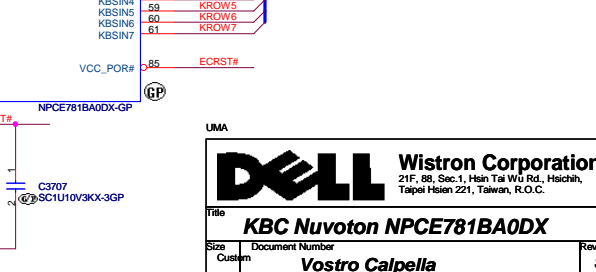 KBSIN4
KBSIN5 59 KROW5
KBSIN6 60 KROW6
KBSIN7 61 KROW7
VCC_POR# 85 ECRST#
GP
NPCE781BA0DX-GP
T#
UMA
1
C3707
SC1U10V3KX-3GP
2
DELL
Wistron Corporation
21F, 88, Sec.1, Hsin Tai Wu Rd., Hsichih,
Taipei Hsien 221, Taiwan, R.O.C.
Title
KBC Nuvoton NPCE781BA0DX
Size Document Number Rev
Custom
Vostro Calpella